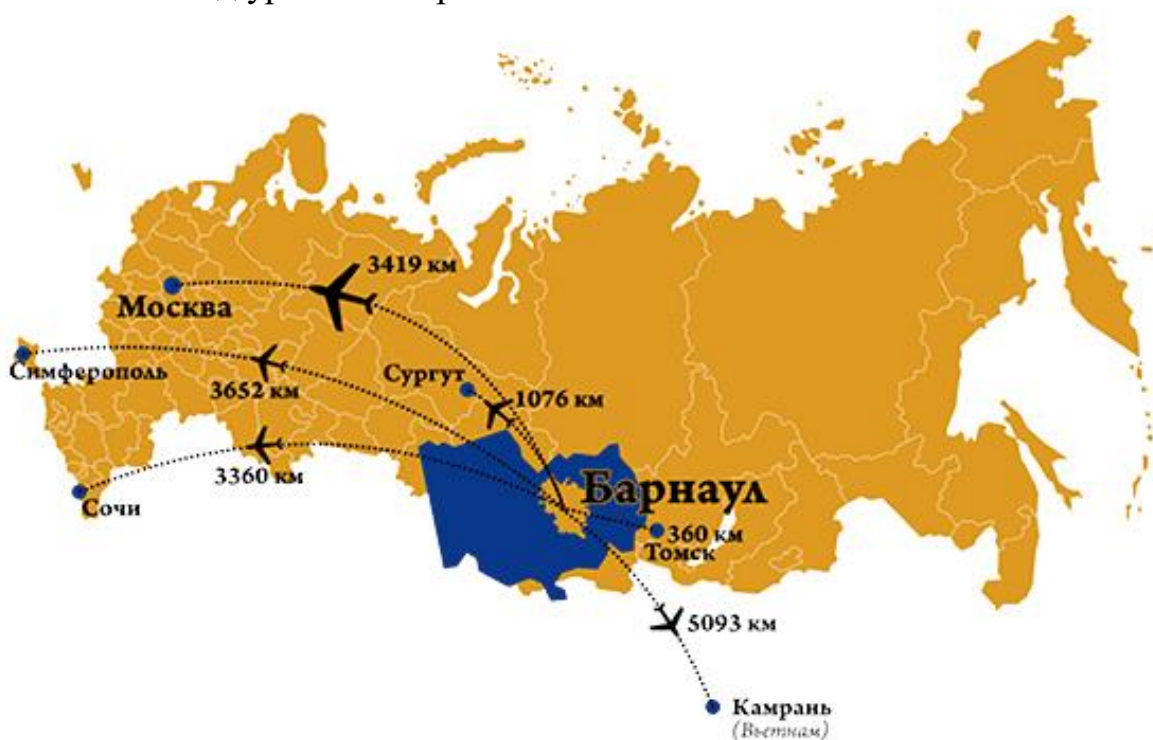 3419 км
Москва
Симферополь
3652 км
Сургут
1076 км
3360 км
Барнаул
Сочи
360 км
Томск
5093 км
Камрань
(Вьетнам)